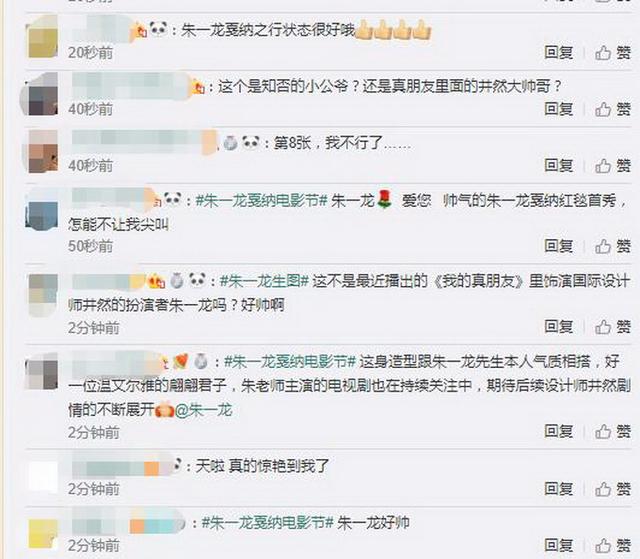 ：朱一龙戛纳之行状态很好哦
20秒前
回复 赞
：这个是知否的小公爷？还是真朋友里面的井然大帅哥？
40秒前
回复 赞
：第8张，我不行了……
40秒前
回复 赞
：#朱一龙戛纳电影节# 朱一龙 爱您 帅气的朱一龙戛纳红毯首秀，
怎能不让我尖叫
50秒前
回复 赞
：#朱一龙生图# 这不是最近播出的《我的真朋友》里饰演国际设计
师井然的扮演者朱一龙吗？好帅啊
2分钟前
回复 赞
：#朱一龙戛纳电影节# 这身造型跟朱一龙先生本人气质相搭，好
一位温文尔雅的翩翩君子，朱老师主演的电视剧也在持续关注中，期待后续设计师井然剧
情的不断展开@朱一龙
2分钟前
回复 赞
：天啦 真的惊艳到我了
2分钟前
回复 赞
：#朱一龙戛纳电影节# 朱一龙好帅
2分钟前
回复 赞